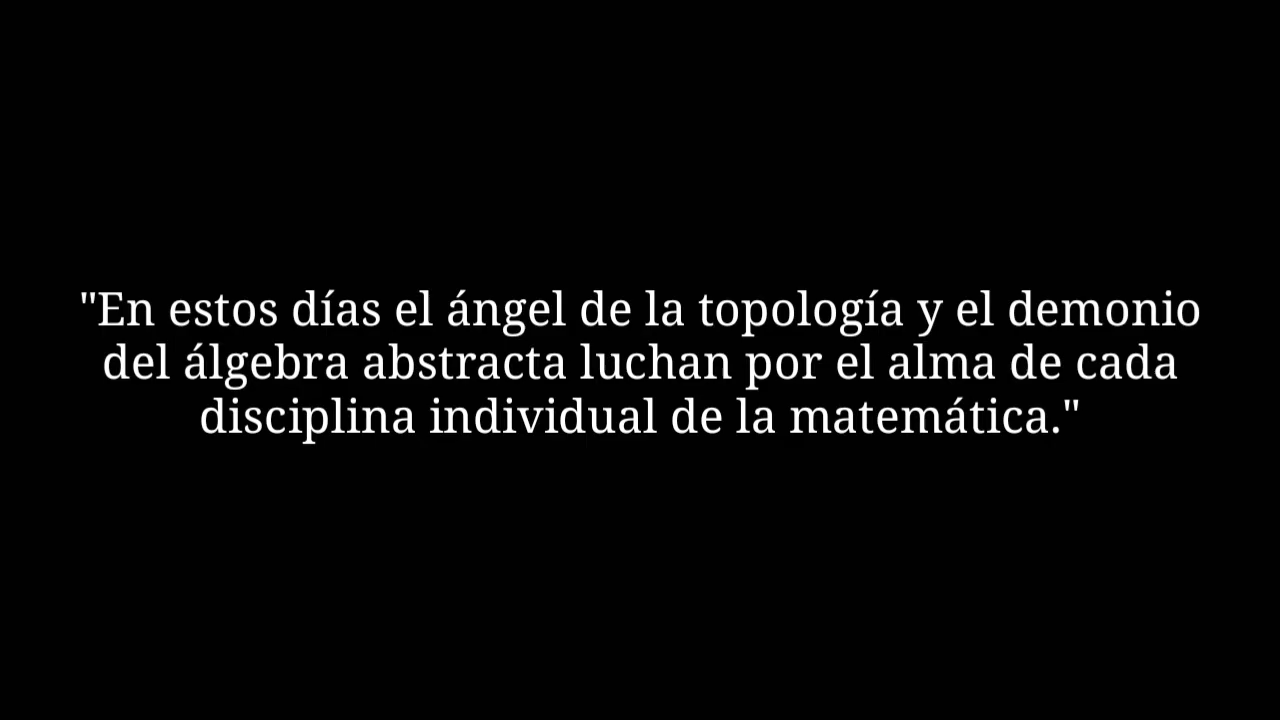 "En estos días el ángel de la topología y el demonio
del álgebra abstracta luchan por el alma de cada
disciplina individual de la matemática."